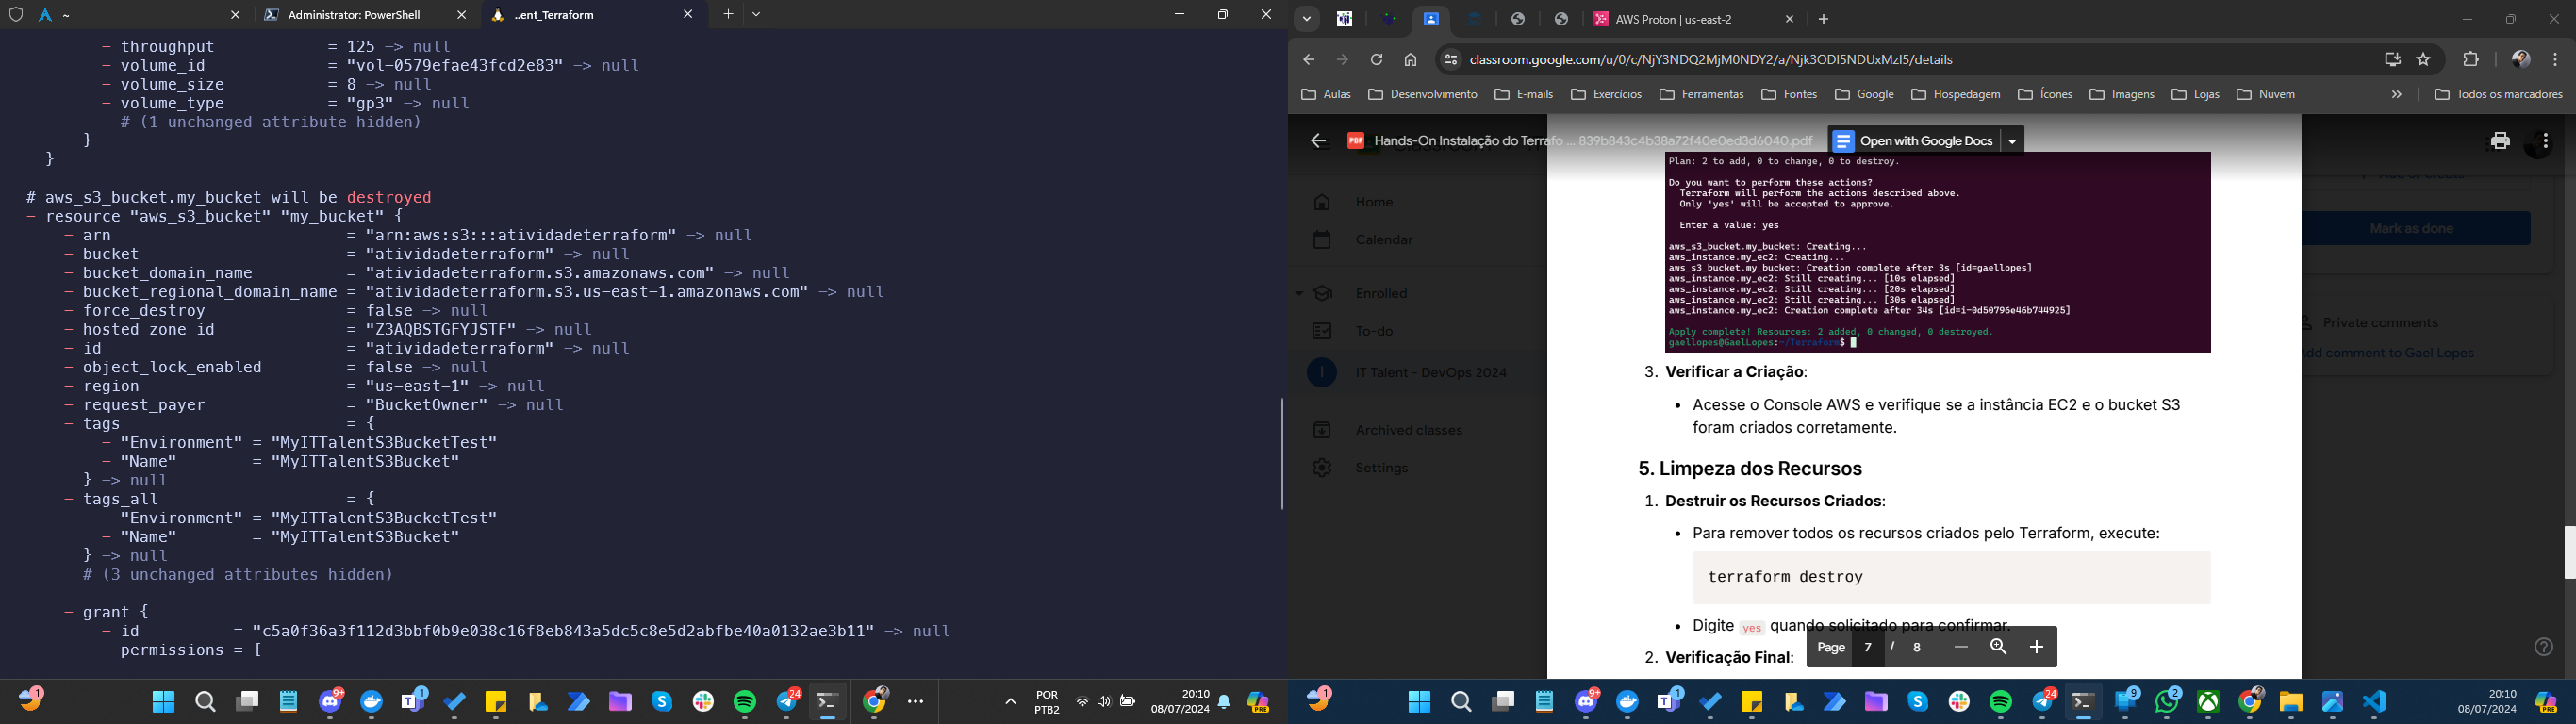 ~
Administrator: PowerShell
..ent_Terraform
- throughput = 125 -> null
- volume_id = "vol-0579efae43fcd2e83" -> null
- volume_size = 8 -> null
- volume_type = "gp3" -> null
# (1 unchanged attribute hidden)
}
}
# aws_s3_bucket.my_bucket will be destroyed
- resource "aws_s3_bucket" "my_bucket" {
- arn = "arn:aws:s3:::atividadeterraform" -> null
- bucket = "atividadeterraform" -> null
- bucket_domain_name = "atividadeterraform.s3.amazonaws.com" -> null
- bucket_regional_domain_name = "atividadeterraform.s3.us-east-1.amazonaws.com" -> null
- force_destroy = false -> null
- hosted_zone_id = "Z3AQBSTGFYJSTF" -> null
- id = "atividadeterraform" -> null
- object_lock_enabled = false -> null
- region = "us-east-1" -> null
- request_payer = "BucketOwner" -> null
- tags = {
- "Environment" = "MyITTalentS3BucketTest"
- "Name" = "MyITTalentS3Bucket"
} -> null
- tags_all = {
- "Environment" = "MyITTalentS3BucketTest"
- "Name" = "MyITTalentS3Bucket"
} -> null
# (3 unchanged attributes hidden)
- grant {
- id = "c5a0f36a3f112d3bbf0b9e038c16f8eb843a5dc5c8e5d2abfbe40a0132ae3b11" -> null
- permissions = [
POR
PTB2
20:10
08/07/2024
AWS Proton | us-east-2
classroom.google.com/u/0/c/NjY3NDQ2MjM0NDY2/a/Njk3ODI5NDUxMzI5/details
Aulas
Desenvolvimento
E-mails
Exercícios
Ferramentas
Fontes
Google
Hospedagem
Ícones
Imagens
Lojas
Nuvem
»
Todos os marcadores
PDF
Hands-On Instalação do Terrafo ... 839b843c4b38a72f40e0ed3d6040.pdf
Open with Google Docs
Home
Calendar
Enrolled
To-do
I
IT Talent - DevOps 2024
Archived classes
Settings
Mark as done
Private comments
Add comment to Gael Lopes
Plan: 2 to add, 0 to change, 0 to destroy.
Do you want to perform these actions?
Terraform will perform the actions described above.
Only 'yes' will be accepted to approve.
Enter a value: yes
aws_s3_bucket.my_bucket: Creating...
aws_instance.my_ec2: Creating...
aws_s3_bucket.my_bucket: Creation complete after 3s [id=gaellopes]
aws_instance.my_ec2: Still creating... [10s elapsed]
aws_instance.my_ec2: Still creating... [20s elapsed]
aws_instance.my_ec2: Still creating... [30s elapsed]
aws_instance.my_ec2: Creation complete after 34s [id=i-0d50796e46b744925]
Apply complete! Resources: 2 added, 0 changed, 0 destroyed.
gaellopes@GaelLopes:~/Terraform$
3. Verificar a Criação:
• Acesse o Console AWS e verifique se a instância EC2 e o bucket S3
foram criados corretamente.
5. Limpeza dos Recursos
1. Destruir os Recursos Criados:
• Para remover todos os recursos criados pelo Terraform, execute:
terraform destroy
• Digite yes quando solicitado para confirmar.
2. Verificação Final:
Page 7 / 8
20:10
08/07/2024